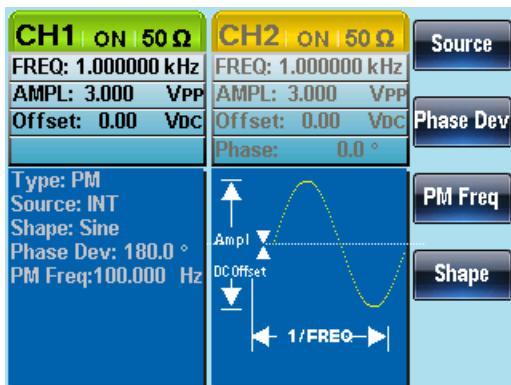 CH1 ON 50 Ω
FREQ: 1.000000 kHz
AMPL: 3.000 VPP
Offset: 0.00 VDC
CH2 ON 50 Ω
FREQ: 1.000000 kHz
AMPL: 3.000 VPP
Offset: 0.00 VDC
Phase: 0.0 °
Type: PM
Source: INT
Shape: Sine
Phase Dev: 180.0 °
PM Freq:100.000 Hz
Ampl
DC Offset
1/FREQ
Source
Phase Dev
PM Freq
Shape